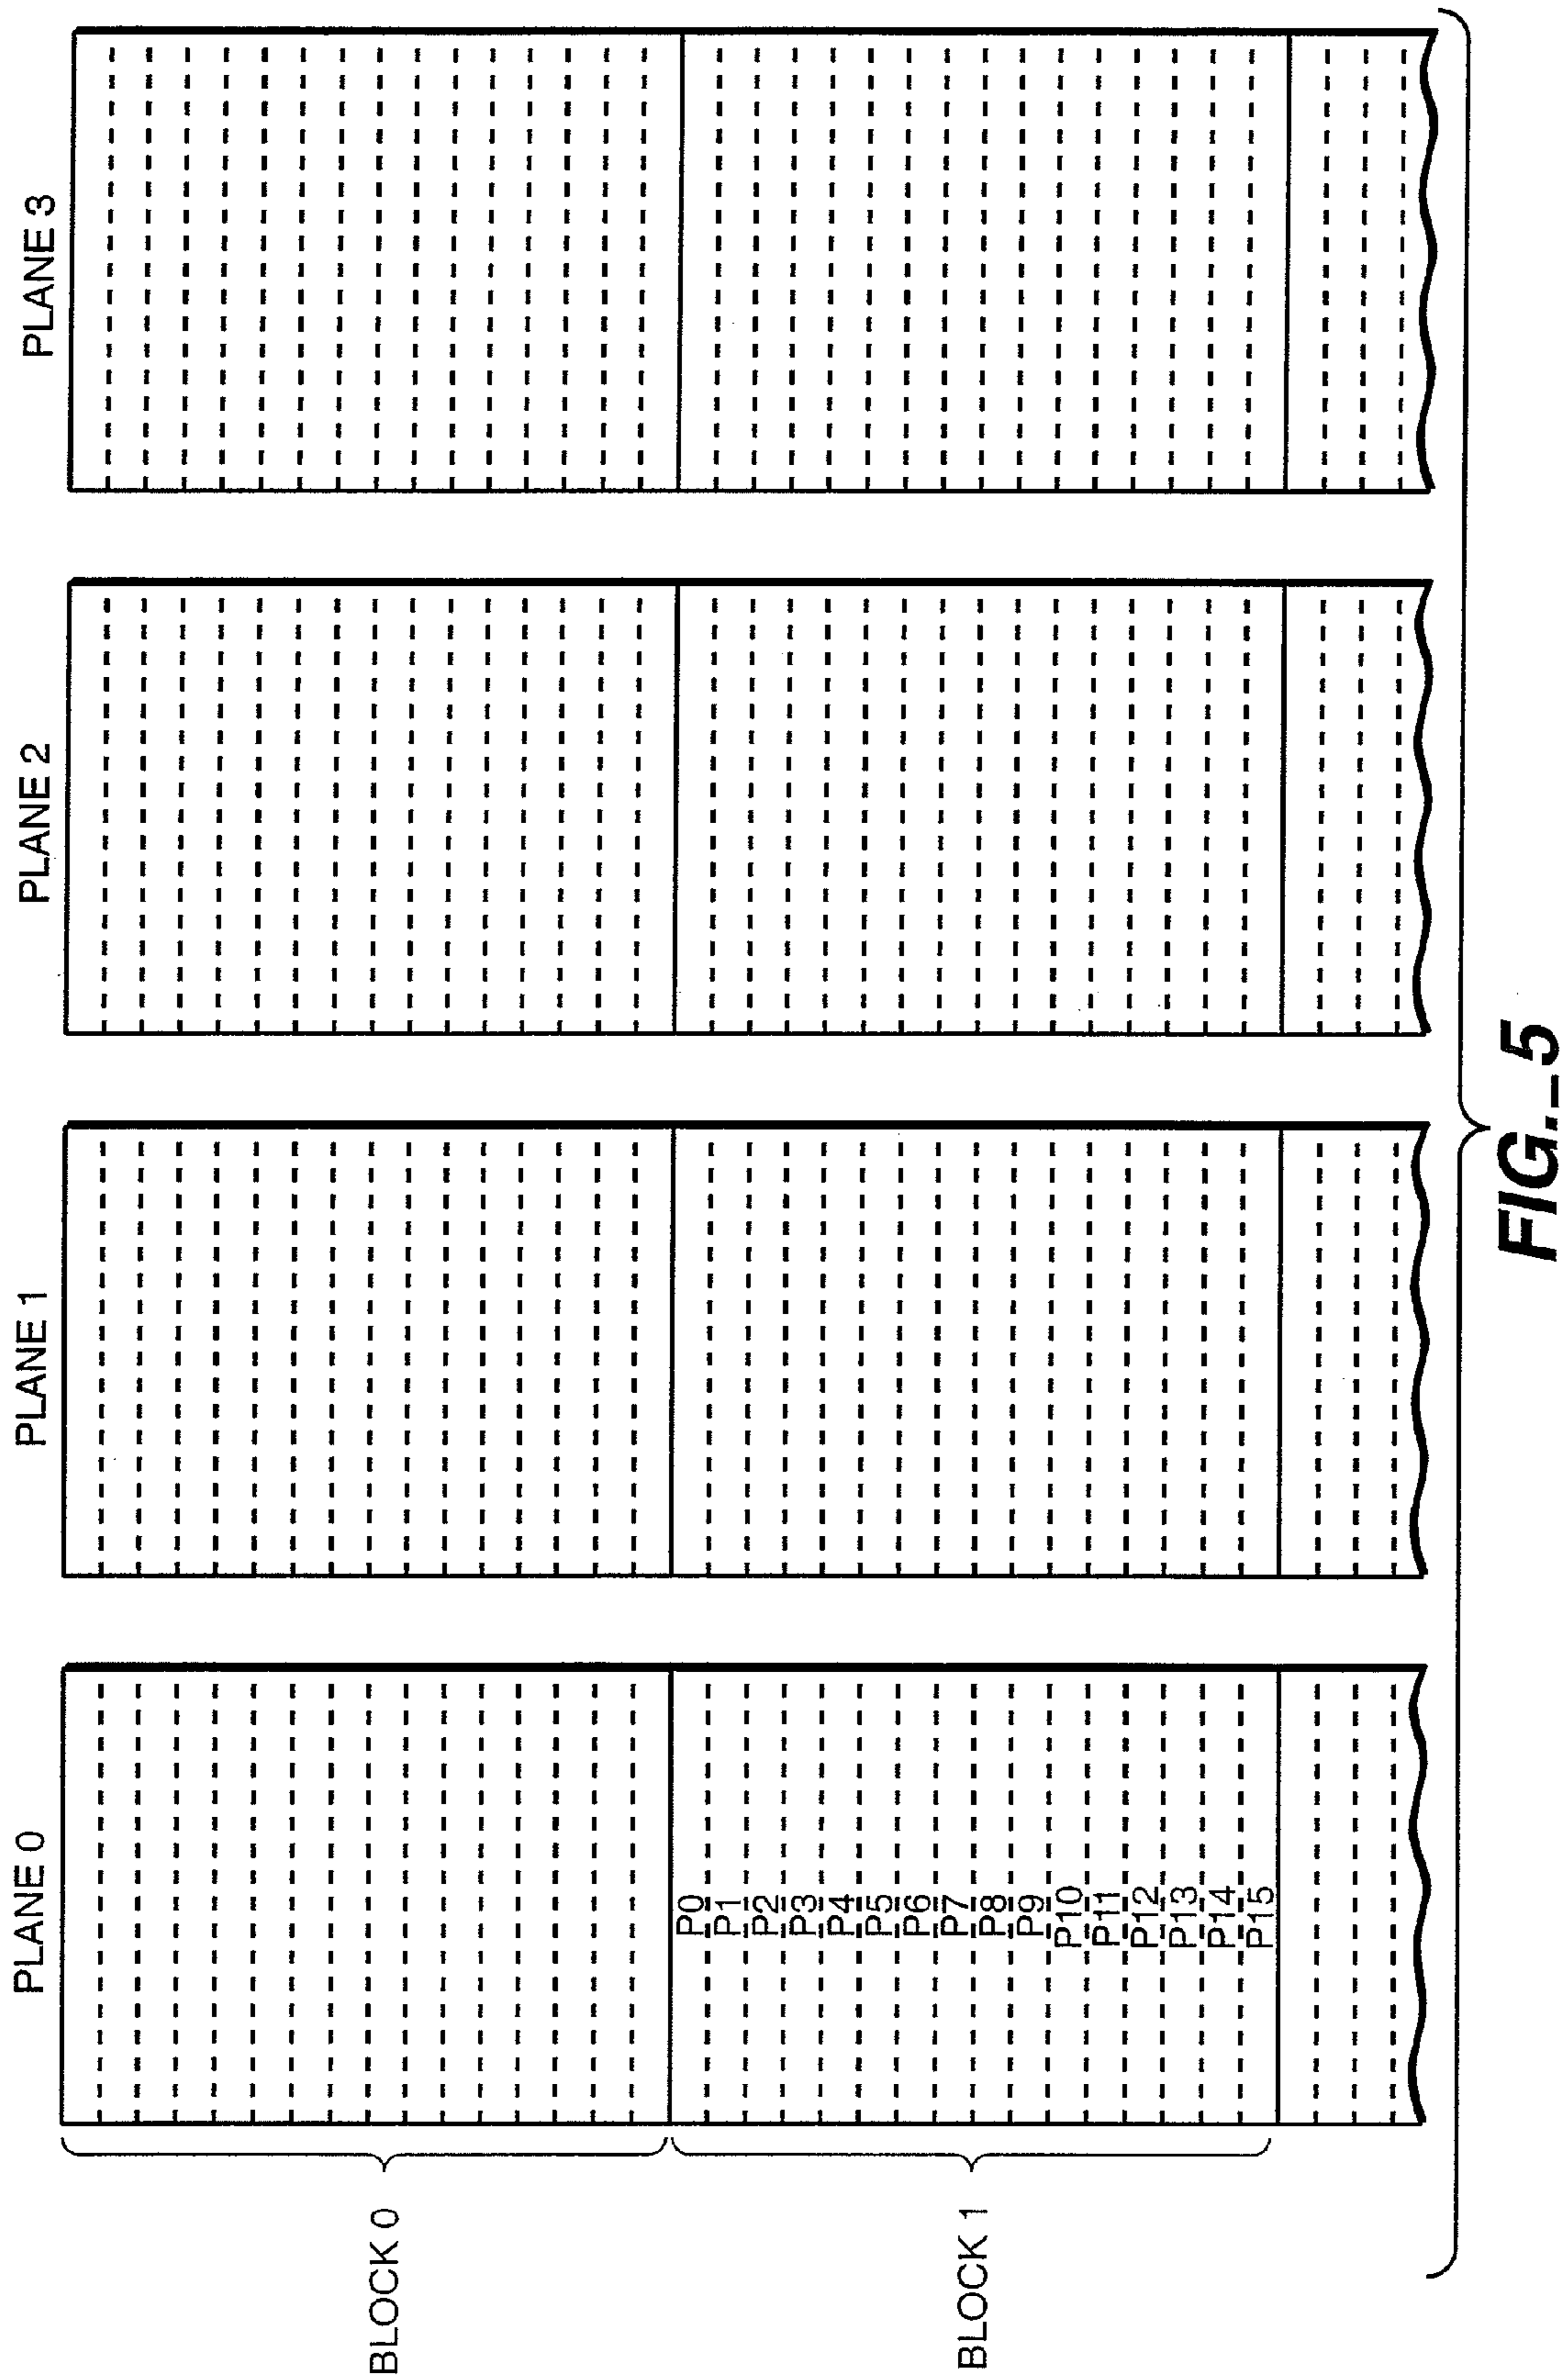 PLANE 0
PLANE 1
PLANE 2
PLANE 3
BLOCK 0
BLOCK 1
P0
P1
P2
P3
P4
P5
P6
P7
P8
P9
P10
P11
P12
P13
P14
P15
FIG._5